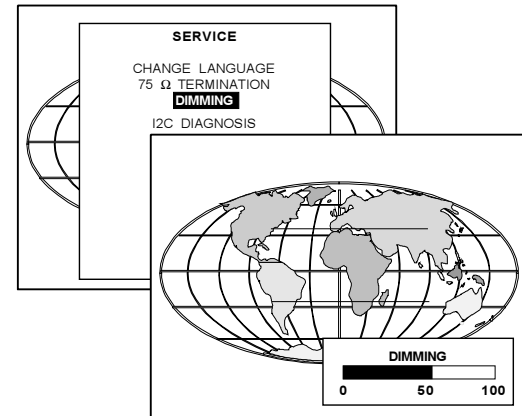 SERVICE
CHANGE LANGUAGE
75 Ω TERMINATION
DIMMING
I2C DIAGNOSIS
DIMMING
0 50 100